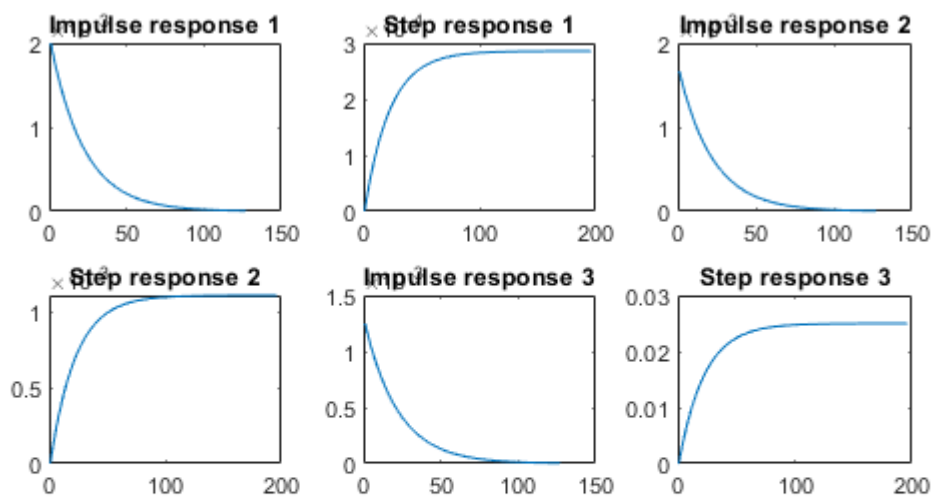 Impulse response 1
2
1
0
0 50 100 150
Step response 1
3
2
1
0
0 100 200
Impulse response 2
2
1
0
0 50 100 150
Step response 2
1
0.5
0
0 100 200
Impulse response 3
1.5
1
0.5
0
0 50 100 150
Step response 3
0.03
0.02
0.01
0
0 100 200